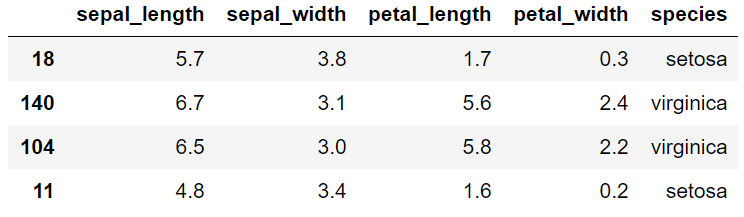 sepal_length sepal_width petal_length petal_width species
18 5.7 3.8 1.7 0.3 setosa
140 6.7 3.1 5.6 2.4 virginica
104 6.5 3.0 5.8 2.2 virginica
11 4.8 3.4 1.6 0.2 setosa